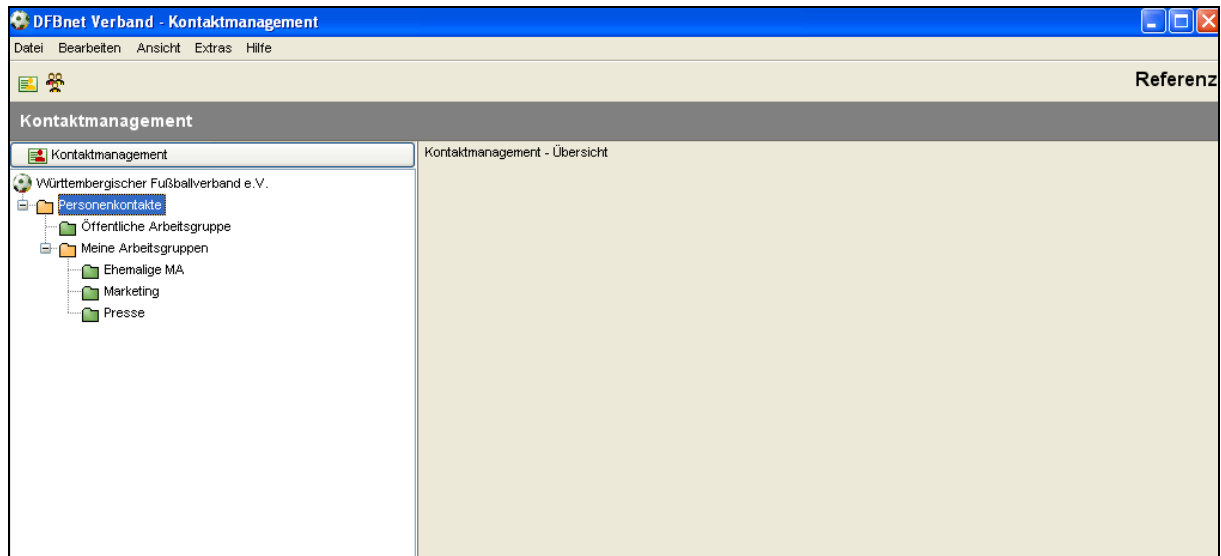 DFBnet Verband - Kontaktmanagement
Datei Bearbeiten Ansicht Extras Hilfe
Referenz
Kontaktmanagement
Kontaktmanagement
Kontaktmanagement - Übersicht
Württembergischer Fußballverband e.V.
Personenkontakte
Öffentliche Arbeitsgruppe
Meine Arbeitsgruppen
Ehemalige MA
Marketing
Presse